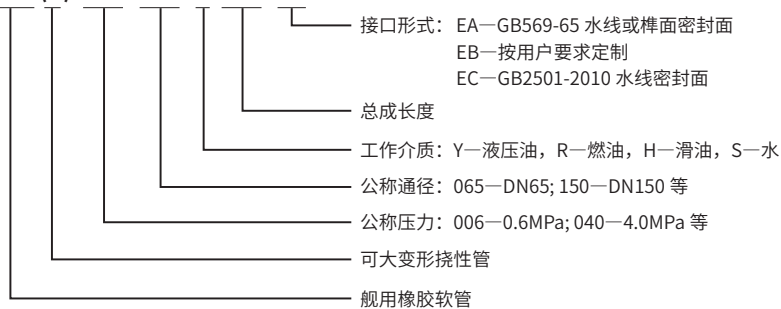 接口形式：EA—GB569-65 水线或榫面密封面
EB—按用户要求定制
EC—GB2501-2010 水线密封面
总成长度
工作介质：Y—液压油，R—燃油，H—滑油，S—水
公称通径：065—DN65; 150—DN150 等
公称压力：006—0.6MPa; 040—4.0MPa 等
可大变形挠性管
舰用橡胶软管